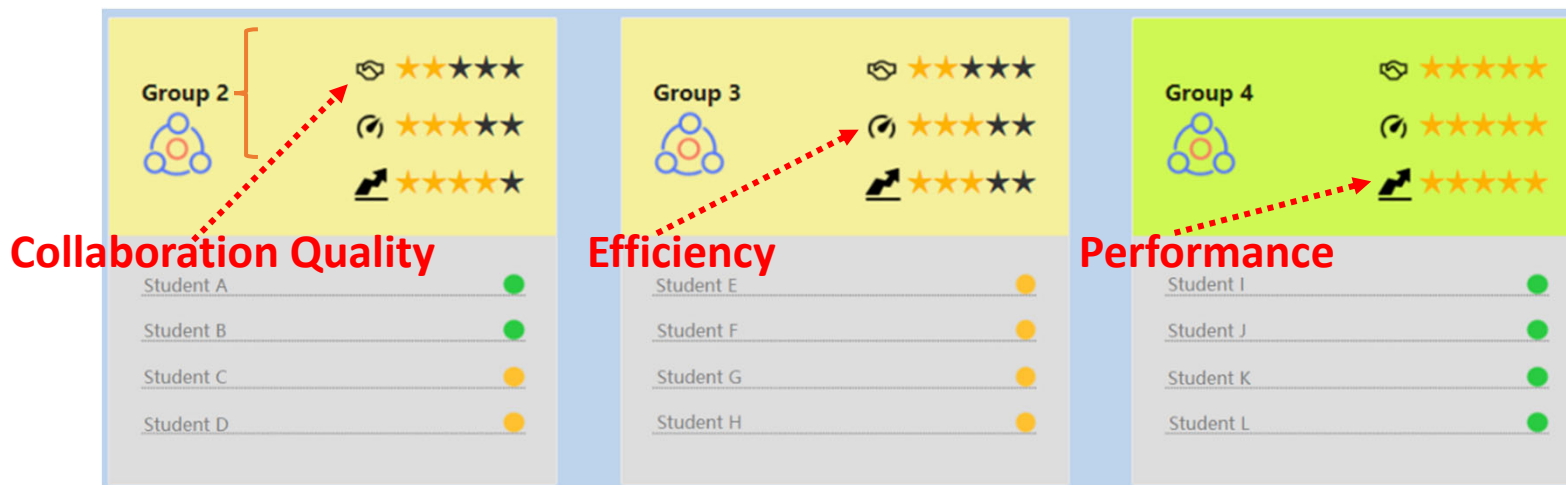 Group 2
Group 3
Group 4
Collaboration Quality
Efficiency
Performance
Student A
Student B
Student C
Student D
Student E
Student F
Student G
Student H
Student I
Student J
Student K
Student L